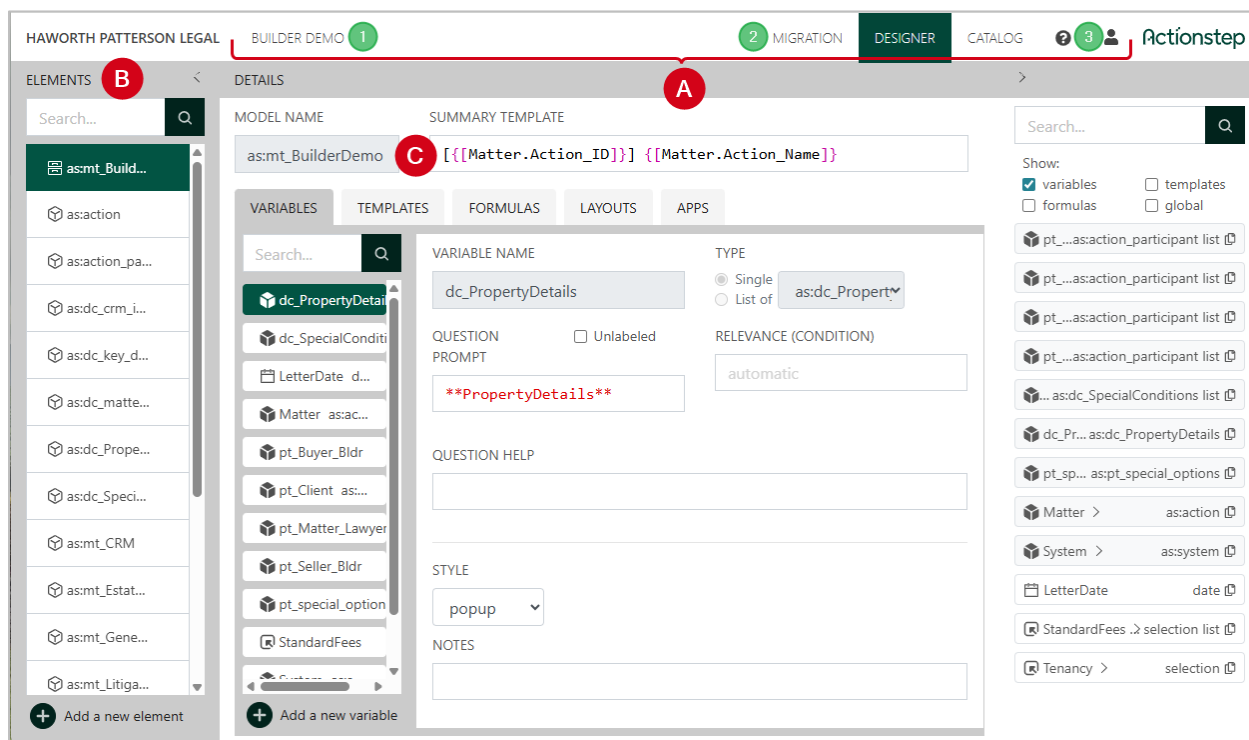 HAWORTH PATTERSON LEGAL
BUILDER DEMO 1
2 MIGRATION
DESIGNER
CATALOG
? 3
Actionstep
A
ELEMENTS B
DETAILS
Search...
as:mt_Build...
as:action
as:action_pa...
as:dc_crm_i...
as:dc_key_d...
as:dc_matte...
as:dc_Prope...
as:dc_Speci...
as:mt_CRM
as:mt_Estat...
as:mt_Gene...
as:mt_Litiga...
Add a new element
MODEL NAME
as:mt_BuilderDemo
C
SUMMARY TEMPLATE
[{[Matter.Action_ID]}] {[Matter.Action_Name]}
VARIABLES
TEMPLATES
FORMULAS
LAYOUTS
APPS
Search...
dc_PropertyDetail
dc_SpecialConditi
LetterDate d...
Matter as:ac...
pt_Buyer_Bldr
pt_Client as:...
pt_Matter_Lawyer
pt_Seller_Bldr
pt_special_option
StandardFees
Add a new variable
VARIABLE NAME
dc_PropertyDetails
TYPE
Single
List of
as:dc_Property
QUESTION
PROMPT
Unlabeled
**PropertyDetails**
RELEVANCE (CONDITION)
automatic
QUESTION HELP
STYLE
popup
NOTES
Search...
Show:
variables
templates
formulas
global
pt_...as:action_participant list
pt_...as:action_participant list
pt_...as:action_participant list
pt_...as:action_participant list
... as:dc_SpecialConditions list
dc_Pr... as:dc_PropertyDetails
pt_sp... as:pt_special_options
Matter > as:action
System > as:system
LetterDate date
StandardFees ..> selection list
Tenancy > selection